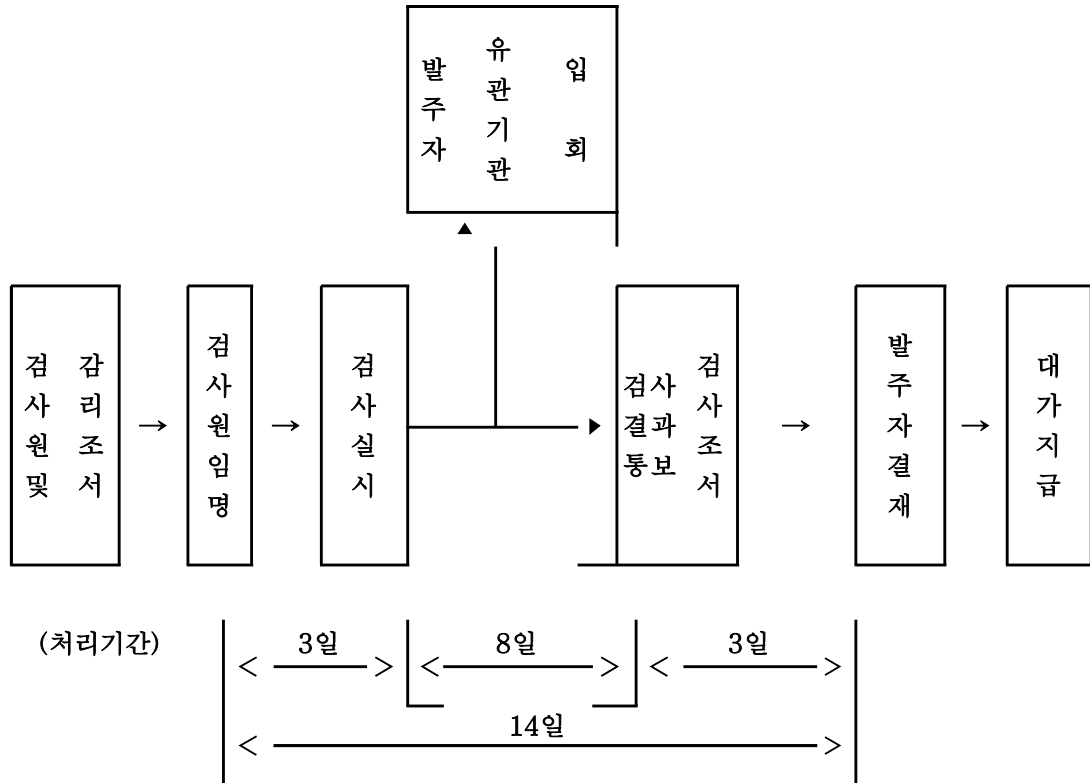 발주자
유관기관
입회
검사원및
감리조서
→
검사원임명
→
검사실시
검사
결과
통보
검사조서
→
발주자결재
→
대가지급
(처리기간)
3일
8일
3일
14일